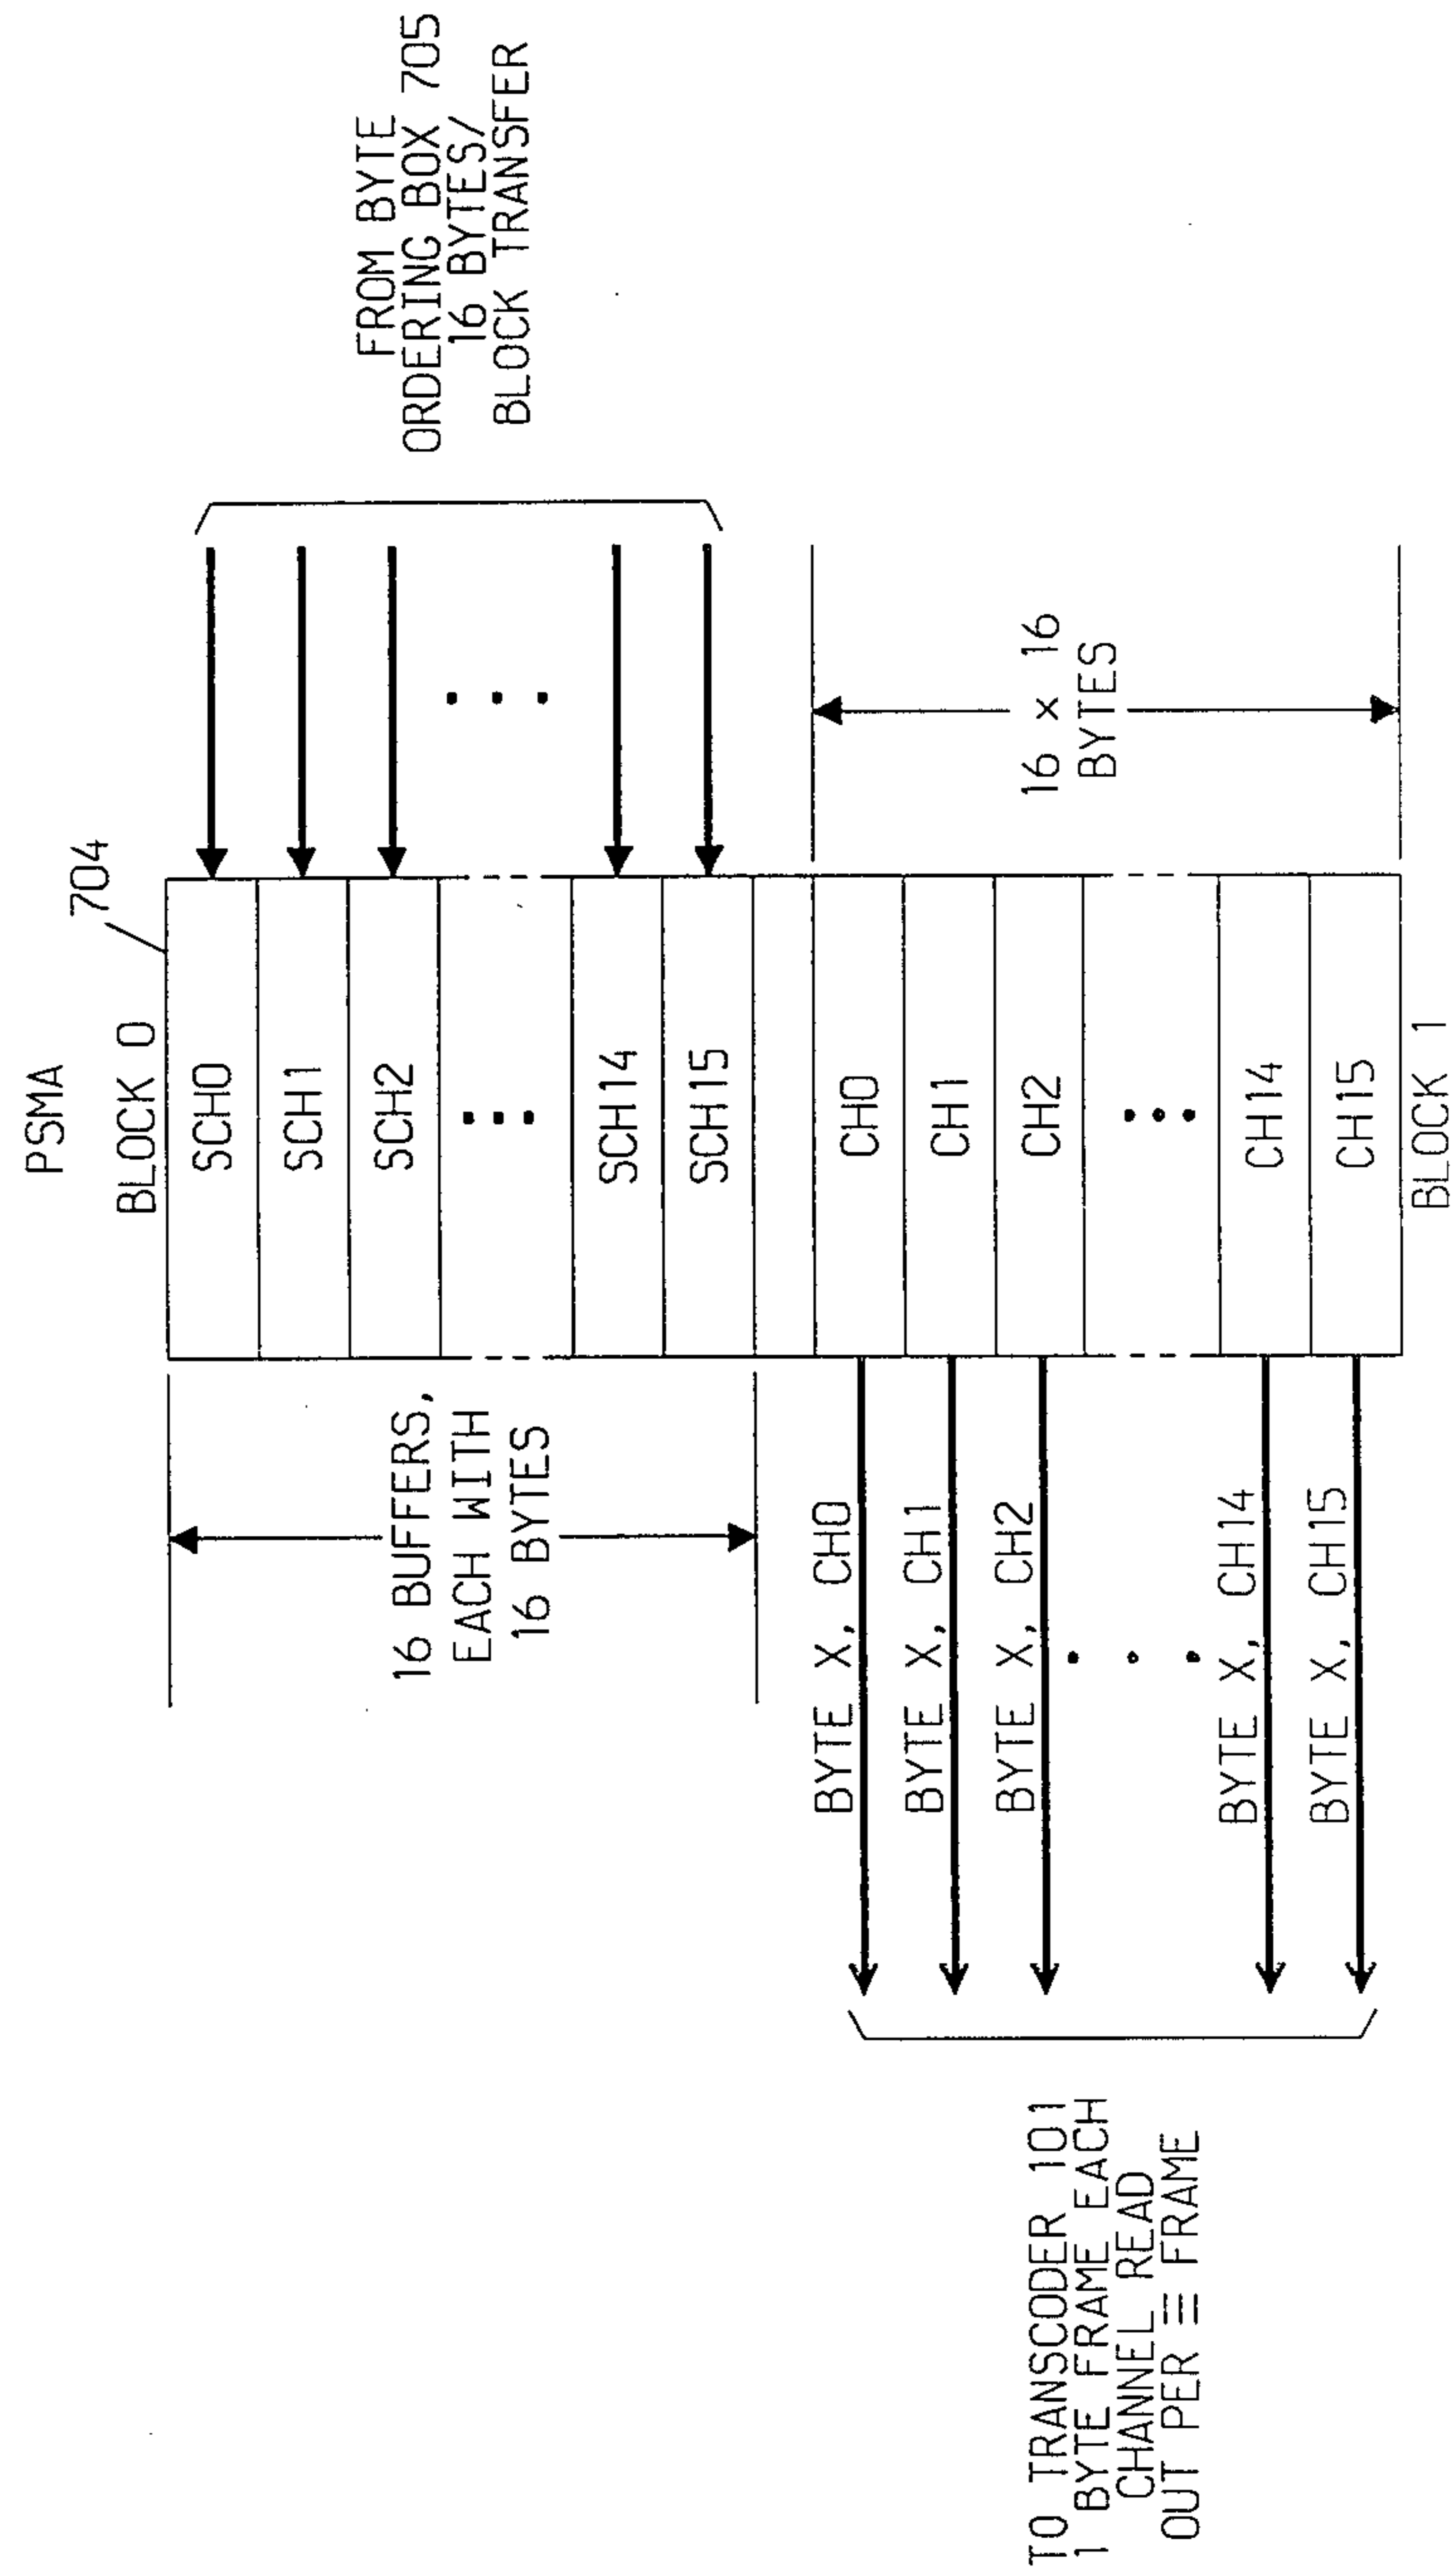 PSMA
BLOCK 0
704
SCH0
SCH1
SCH2
SCH14
SCH15
CH0
CH1
CH2
CH14
CH15
BLOCK 1
FROM BYTE
ORDERING BOX 705
16 BYTES/
BLOCK TRANSFER
16 × 16
BYTES
16 BUFFERS,
EACH WITH
16 BYTES
BYTE X, CH0
BYTE X, CH1
BYTE X, CH2
BYTE X, CH14
BYTE X, CH15
TO TRANSCODER 101
1 BYTE FRAME EACH
CHANNEL READ
OUT PER ≡ FRAME